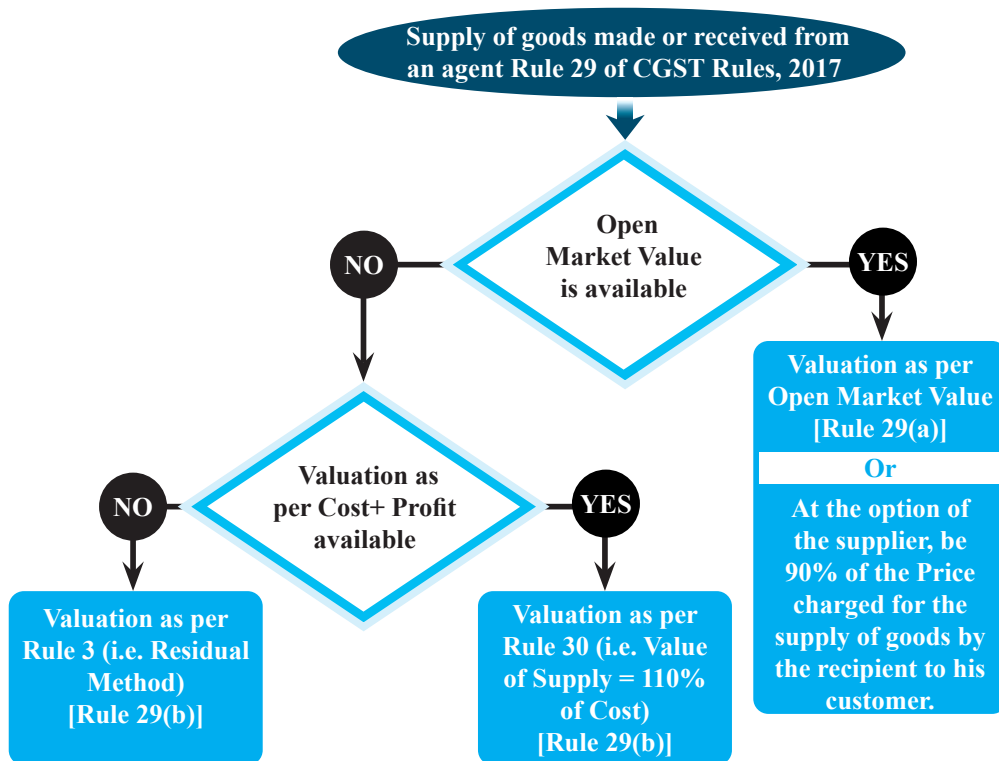 Supply of goods made or received from
an agent Rule 29 of CGST Rules, 2017
Open
Market Value
is available
NO
YES
Valuation as per
Open Market Value
[Rule 29(a)]
Or
At the option of
the supplier, be
90% of the Price
charged for the
supply of goods by
the recipient to his
customer.
Valuation as
per Cost+ Profit
available
NO
YES
Valuation as per
Rule 3 (i.e. Residual
Method)
[Rule 29(b)]
Valuation as per
Rule 30 (i.e. Value
of Supply = 110%
of Cost)
[Rule 29(b)]